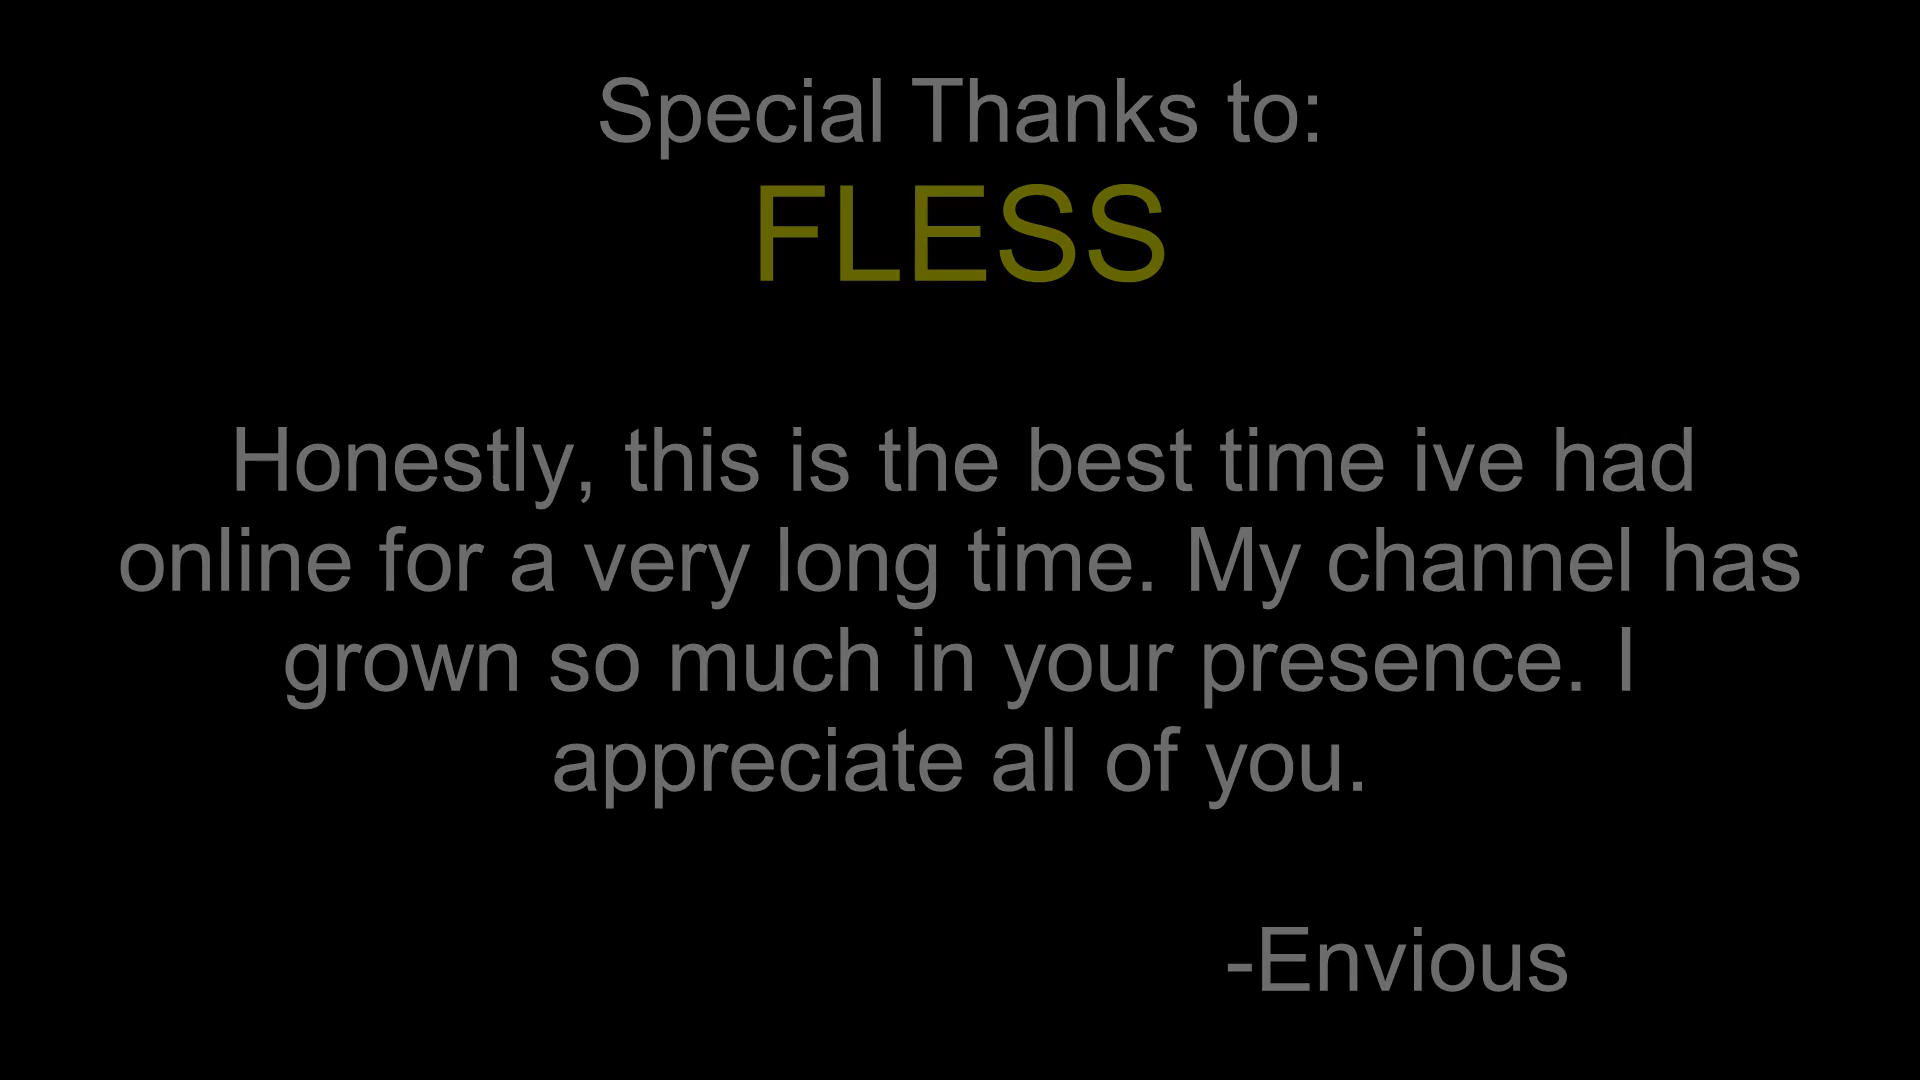 Special Thanks to:
FLESS
Honestly, this is the best time ive had
online for a very long time. My channel has
grown so much in your presence. I
appreciate all of you.
-Envious